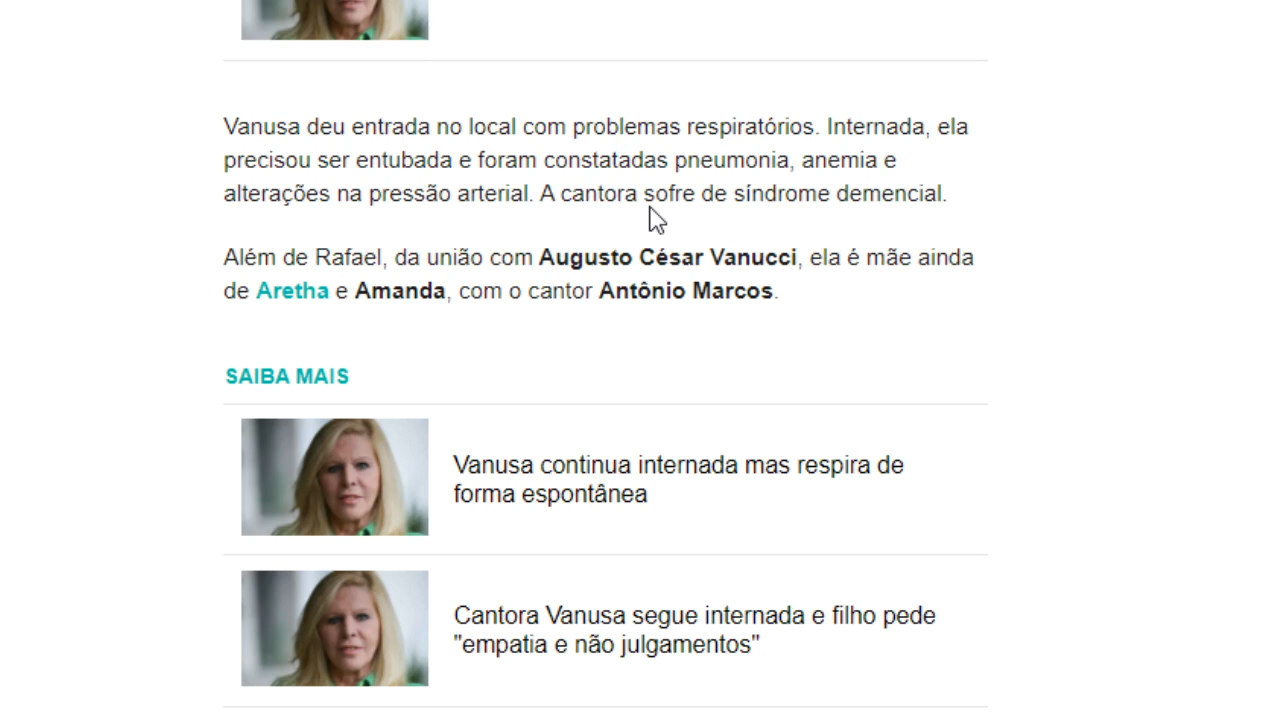 Vanusa deu entrada no local com problemas respiratórios. Internada, ela
precisou ser entubada e foram constatadas pneumonia, anemia e
alterações na pressão arterial. A cantora sofre de síndrome demencial.
Além de Rafael, da união com Augusto César Vanucci, ela é mãe ainda
de Aretha e Amanda, com o cantor Antônio Marcos.
SAIBA MAIS
Vanusa continua internada mas respira de
forma espontânea
Cantora Vanusa segue internada e filho pede
"empatia e não julgamentos"